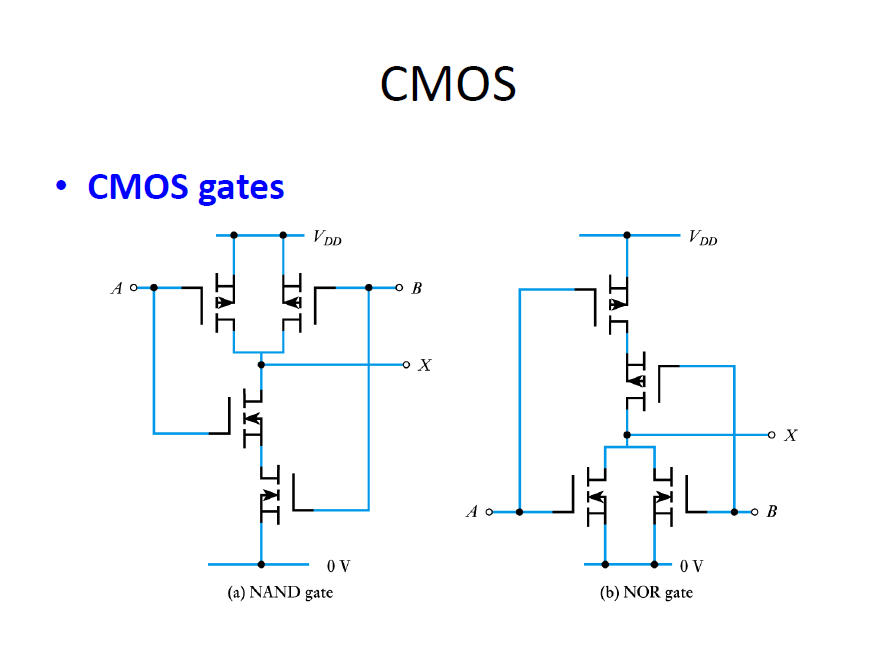 CMOS
• CMOS gates
VDD
A
B
X
0 V
(a) NAND gate
VDD
X
A
B
0 V
(b) NOR gate